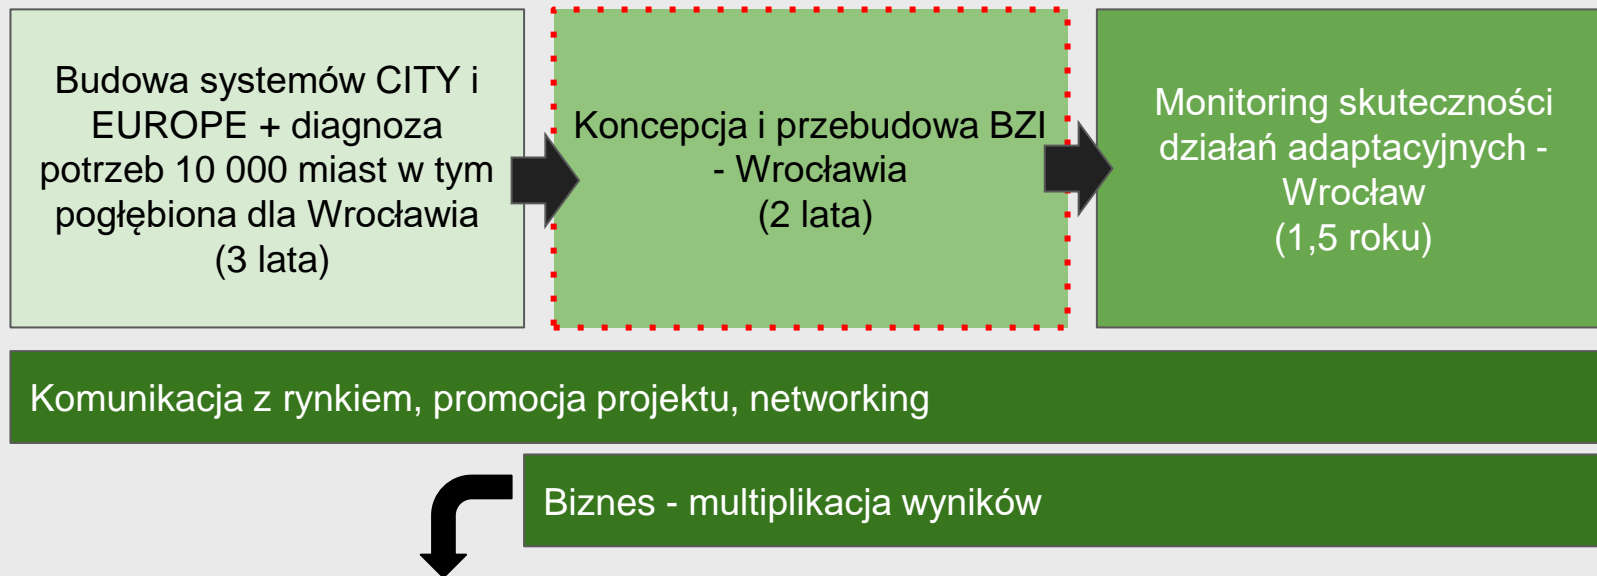 Budowa systemów CITY i
EUROPE + diagnoza
potrzeb 10 000 miast w tym
pogłębiona dla Wrocławia
(3 lata)
Koncepcja i przebudowa BZI
- Wrocławia
(2 lata)
Monitoring skuteczności
działań adaptacyjnych -
Wrocław
(1,5 roku)
Komunikacja z rynkiem, promocja projektu, networking
Biznes - multiplikacja wyników